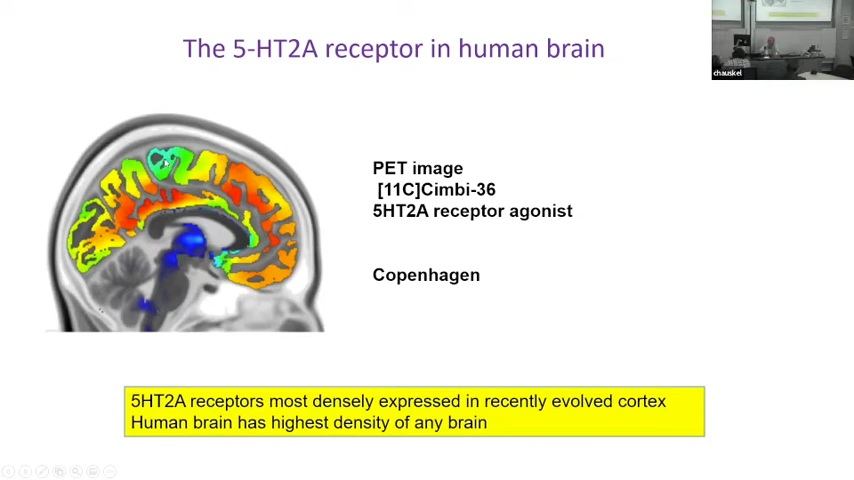 The 5-HT2A receptor in human brain
chauskel
PET image
[11C]Cimbi-36
5HT2A receptor agonist
Copenhagen
5HT2A receptors most densely expressed in recently evolved cortex
Human brain has highest density of any brain